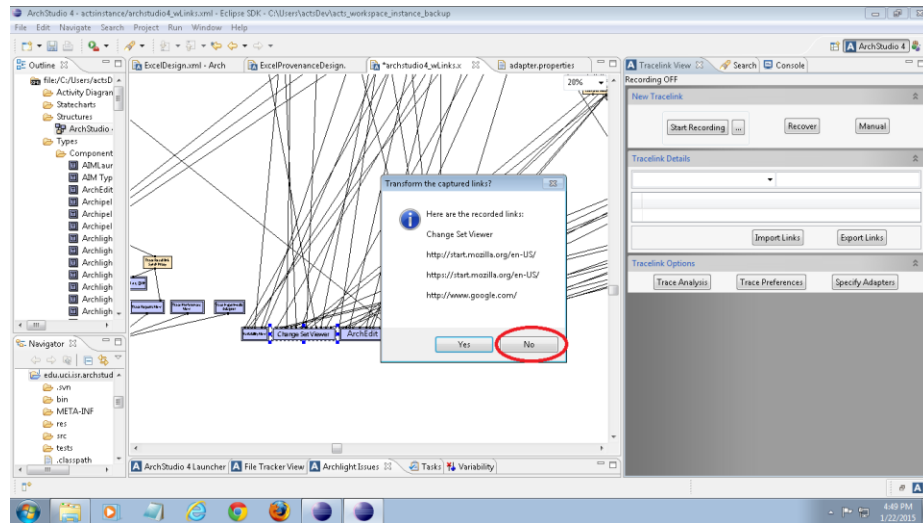 ArchStudio 4 - actsinstance/archstudio4_wLinks.xml - Eclipse SDK - C:\Users\actsDev\acts_workspace_instance_backup
File Edit Navigate Search Project Run Window Help
ArchStudio 4
Outline
file:/C:/Users/actsD
Activity Diagran
Statecharts
Structures
ArchStudio
Types
Component
AIMLaur
AIM Typ
ArchEdit
Archipel
Archipel
Archipel
Archligh
Archligh
Archligh
Archligh
Archligh
Archligh
Navigator
edu.uci.isr.archstud
.svn
bin
META-INF
res
src
tests
.classpath
ExcelDesign.xml - Arch
ExcelProvenanceDesign.
*archstudio4_wLinks.x
adapter.properties
28%
Change Set Viewer
ArchEdit
Transform the captured links?
Here are the recorded links:
Change Set Viewer
http://start.mozilla.org/en-US/
https://start.mozilla.org/en-US/
http://www.google.com/
Yes
No
ArchStudio 4 Launcher
File Tracker View
Archlight Issues
Tasks
Variability
Tracelink View
Search
Console
Recording OFF
New Tracelink
Start Recording
...
Recover
Manual
Tracelink Details
Import Links
Export Links
Tracelink Options
Trace Analysis
Trace Preferences
Specify Adapters
4:49 PM
1/22/2015